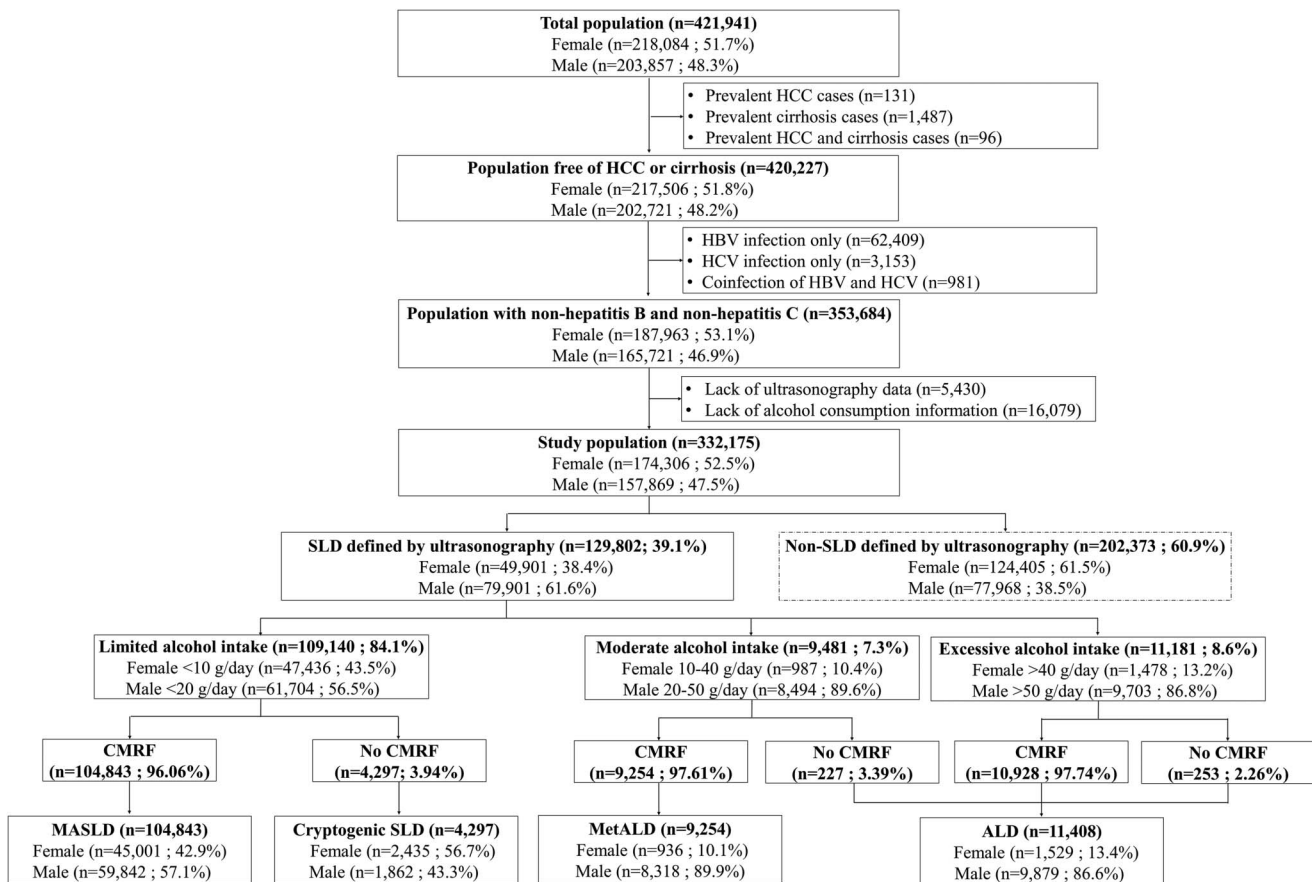 Total population (n=421,941)
Female (n=218,084 ; 51.7%)
Male (n=203,857 ; 48.3%)
• Prevalent HCC cases (n=131)
• Prevalent cirrhosis cases (n=1,487)
• Prevalent HCC and cirrhosis cases (n=96)
Population free of HCC or cirrhosis (n=420,227)
Female (n=217,506 ; 51.8%)
Male (n=202,721 ; 48.2%)
• HBV infection only (n=62,409)
• HCV infection only (n=3,153)
• Coinfection of HBV and HCV (n=981)
Population with non-hepatitis B and non-hepatitis C (n=353,684)
Female (n=187,963 ; 53.1%)
Male (n=165,721 ; 46.9%)
• Lack of ultrasonography data (n=5,430)
• Lack of alcohol consumption information (n=16,079)
Study population (n=332,175)
Female (n=174,306 ; 52.5%)
Male (n=157,869 ; 47.5%)
SLD defined by ultrasonography (n=129,802; 39.1%)
Female (n=49,901 ; 38.4%)
Male (n=79,901 ; 61.6%)
Non-SLD defined by ultrasonography (n=202,373 ; 60.9%)
Female (n=124,405 ; 61.5%)
Male (n=77,968 ; 38.5%)
Limited alcohol intake (n=109,140 ; 84.1%)
Female <10 g/day (n=47,436 ; 43.5%)
Male <20 g/day (n=61,704 ; 56.5%)
Moderate alcohol intake (n=9,481 ; 7.3%)
Female 10-40 g/day (n=987 ; 10.4%)
Male 20-50 g/day (n=8,494 ; 89.6%)
Excessive alcohol intake (n=11,181 ; 8.6%)
Female >40 g/day (n=1,478 ; 13.2%)
Male >50 g/day (n=9,703 ; 86.8%)
CMRF
(n=104,843 ; 96.06%)
No CMRF
(n=4,297; 3.94%)
CMRF
(n=9,254 ; 97.61%)
No CMRF
(n=227 ; 3.39%)
CMRF
(n=10,928 ; 97.74%)
No CMRF
(n=253 ; 2.26%)
MASLD (n=104,843)
Female (n=45,001 ; 42.9%)
Male (n=59,842 ; 57.1%)
Cryptogenic SLD (n=4,297)
Female (n=2,435 ; 56.7%)
Male (n=1,862 ; 43.3%)
MetALD (n=9,254)
Female (n=936 ; 10.1%)
Male (n=8,318 ; 89.9%)
ALD (n=11,408)
Female (n=1,529 ; 13.4%)
Male (n=9,879 ; 86.6%)